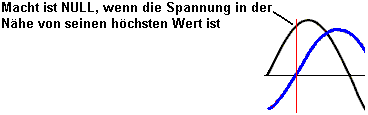 Macht ist NULL, wenn die Spannung in der
Nähe von seinen höchsten Wert ist